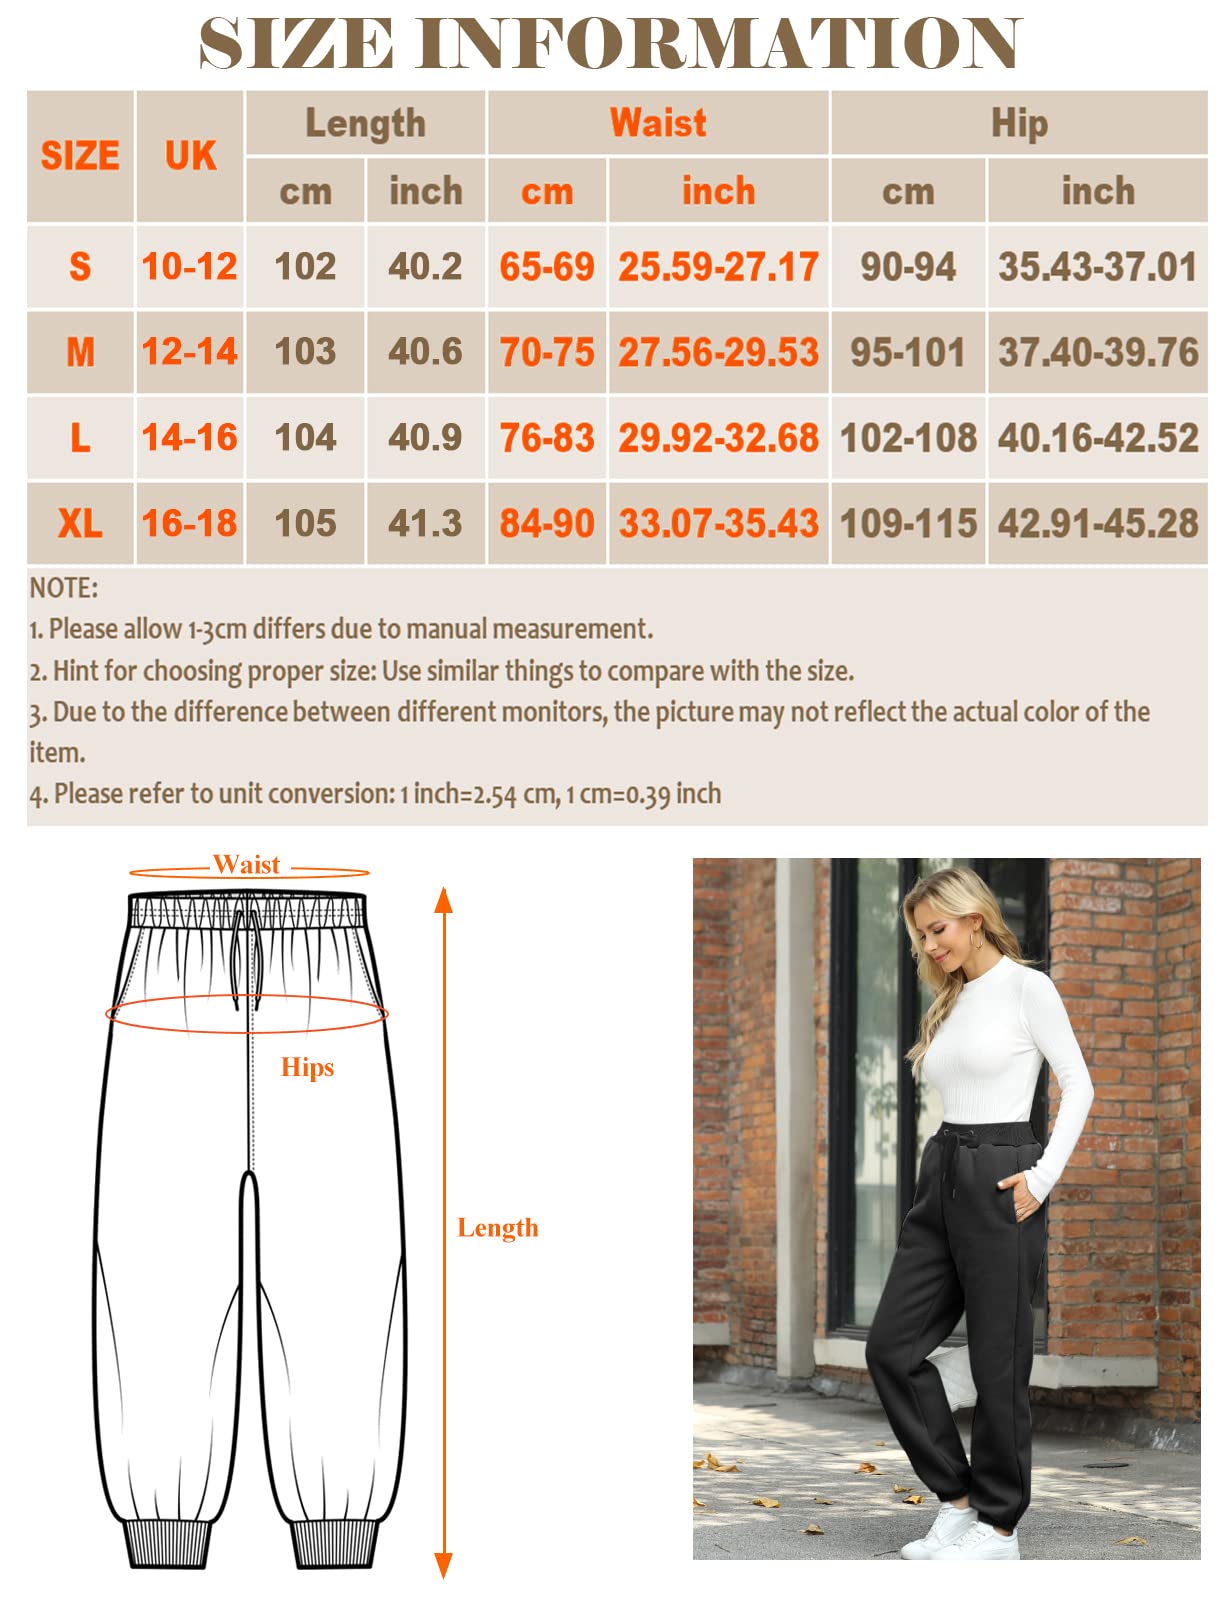 SIZE INFORMATION
SIZE UK Length Waist Hip
cm inch cm inch cm inch
S 10-12 102 40.2 65-69 25.59-27.17 90-94 35.43-37.01
M 12-14 103 40.6 70-75 27.56-29.53 95-101 37.40-39.76
L 14-16 104 40.9 76-83 29.92-32.68 102-108 40.16-42.52
XL 16-18 105 41.3 84-90 33.07-35.43 109-115 42.91-45.28
NOTE:
1. Please allow 1-3cm differs due to manual measurement.
2. Hint for choosing proper size: Use similar things to compare with the size.
3. Due to the difference between different monitors, the picture may not reflect the actual color of the
item.
4. Please refer to unit conversion: 1 inch=2.54 cm, 1 cm=0.39 inch
Waist
Hips
Length